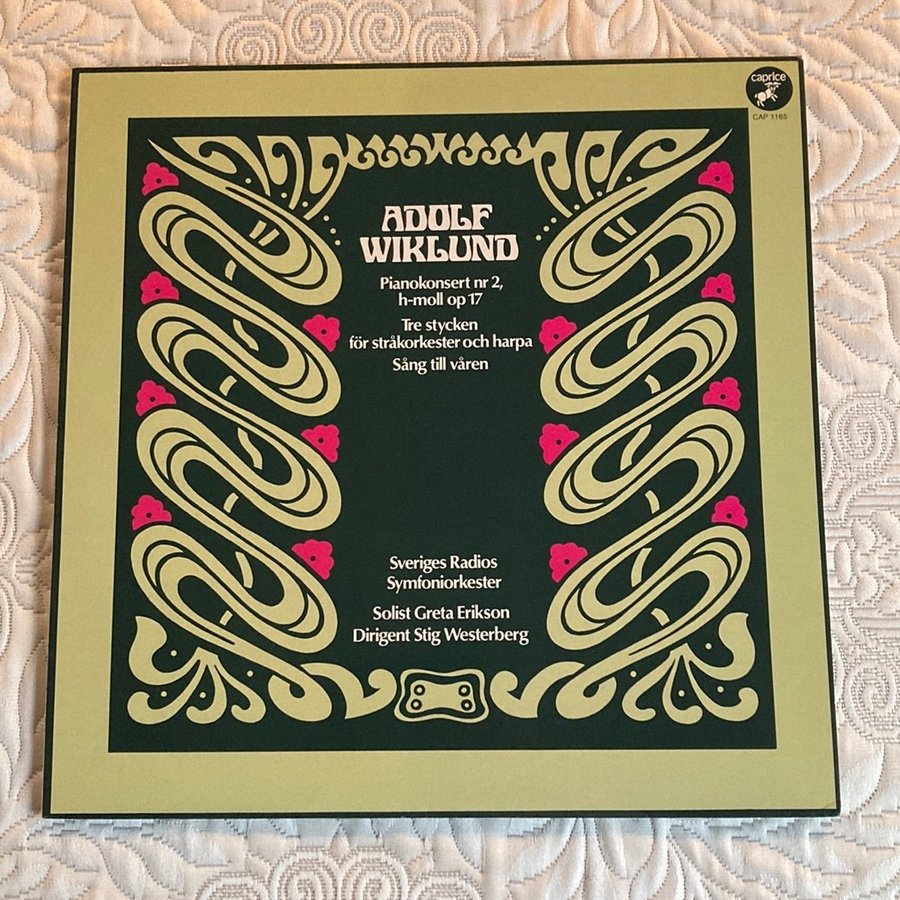 caprice
CAP 1165
ADOLF
WIKLUND
Pianokonsert nr 2,
h-moll op 17
Tre stycken
för stråkorkester och harpa
Sång till våren
Sveriges Radios
Symfoniorkester
Solist Greta Erikson
Dirigent Stig Westerberg